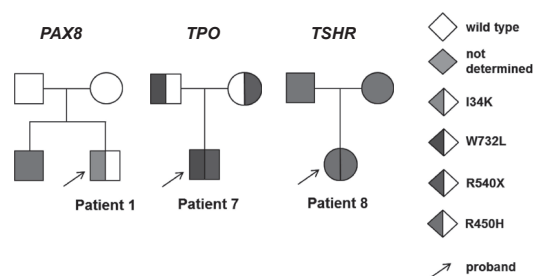 PAX8
TPO
TSHR
Patient 1
Patient 7
Patient 8
wild type
not
determined
I34K
W732L
R540X
R450H
proband